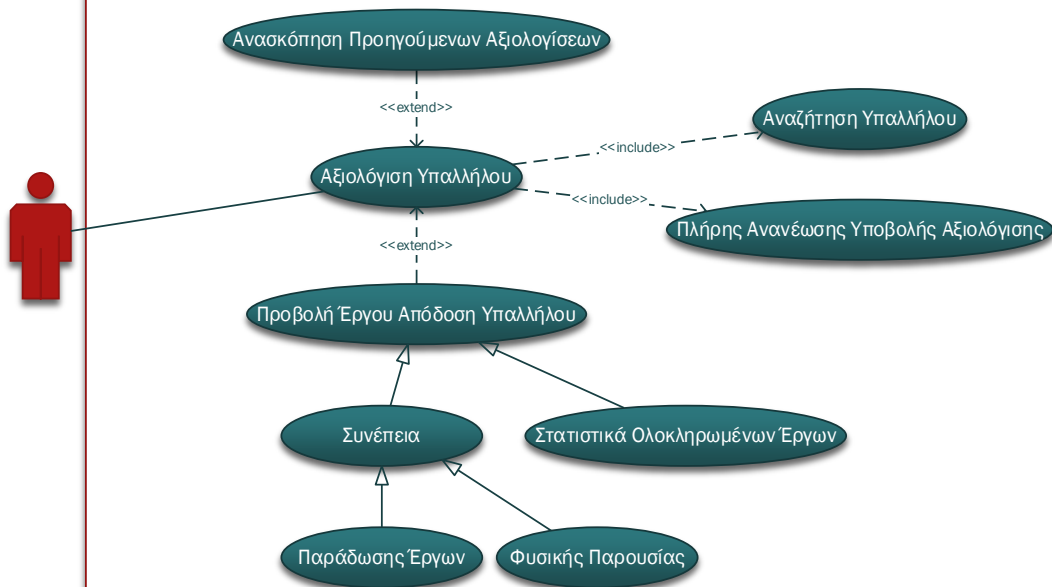 Ανασκόπηση Προηγούμενων Αξιολογίσεων
<<extend>>
Αναζήτηση Υπαλλήλου
<<include>>
Αξιολόγιση Υπαλλήλου
<<include>>
Πλήρης Ανανέωσης Υποβολής Αξιολόγισης
<<extend>>
Προβολή Έργου Απόδοση Υπαλλήλου
Συνέπεια
Στατιστικά Ολοκληρωμένων Έργων
Παράδωσης Έργων
Φυσικής Παρουσίας